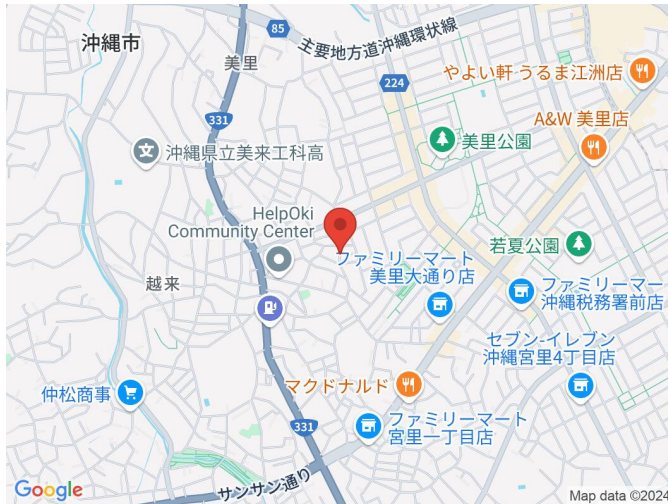 85
主要地方道沖縄環状線
沖縄市
美里
224
やよい軒 うるま江洲店
331
A&W 美里店
美里公園
沖縄県立美来工科高
HelpOki
Community Center
若夏公園
ファミリーマート
美里大通り店
越来
ファミリーマー
沖縄税務署前店
セブン-イレブン
沖縄宮里4丁目店
マクドナルド
仲松商事
ファミリーマート
宮里一丁目店
331
サンサン通り
Google
Map data ©2024